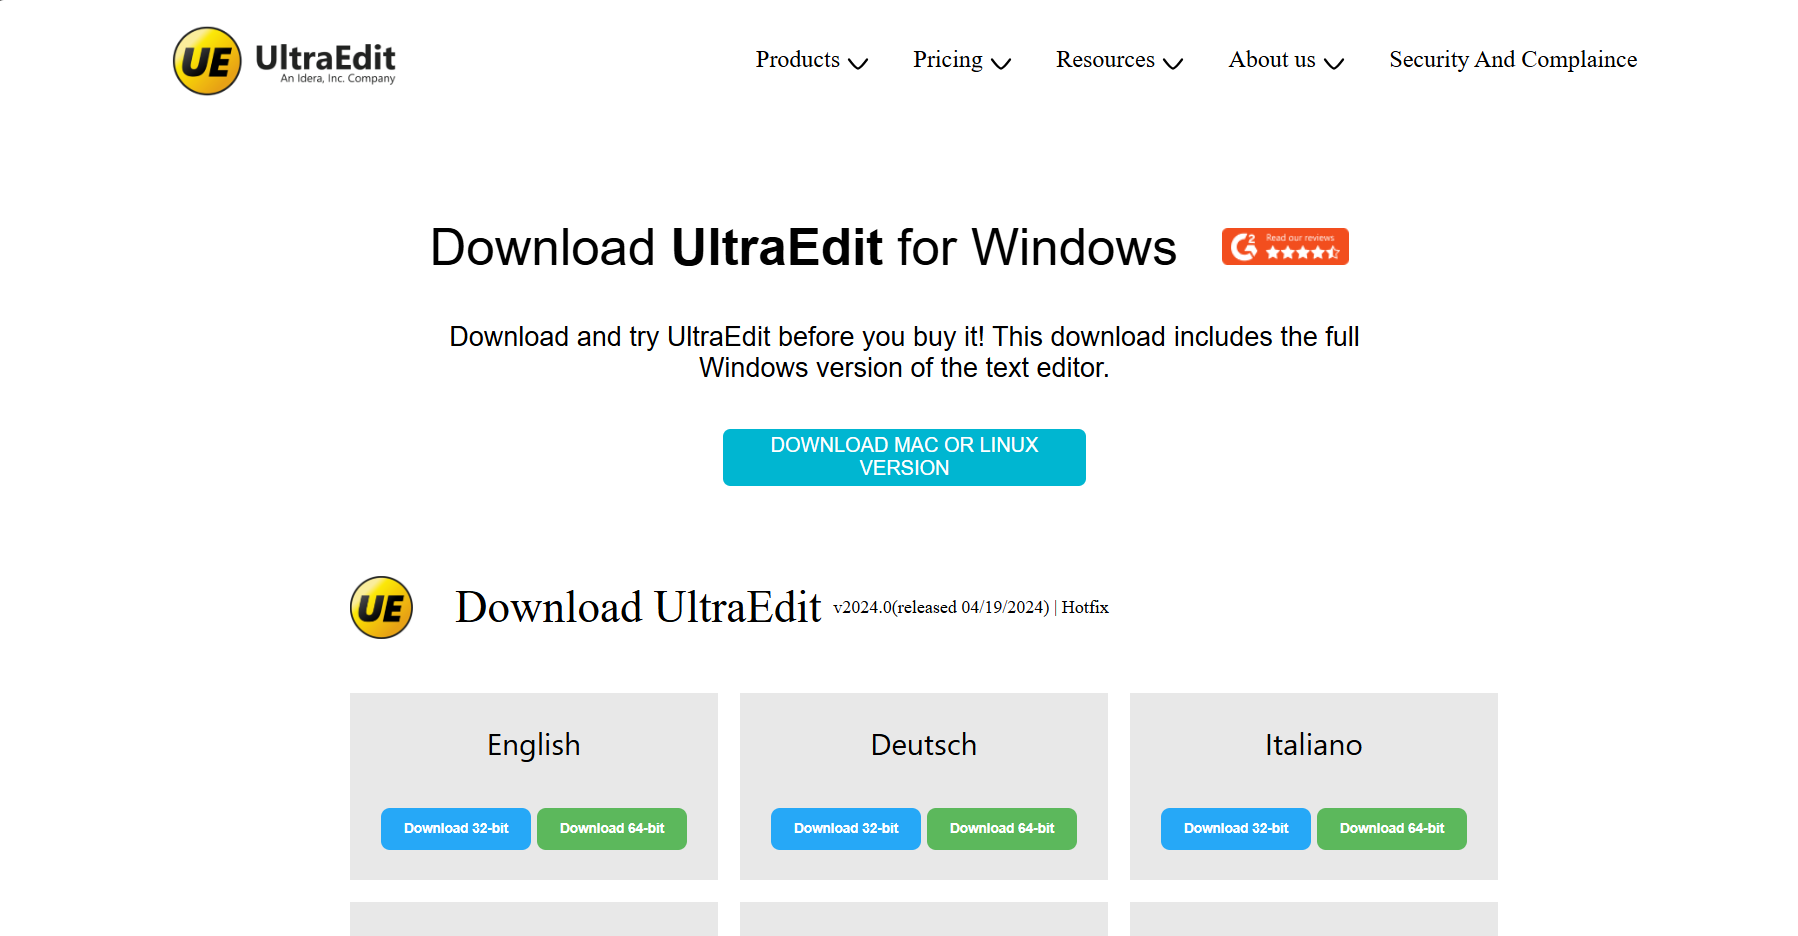 UE UltraEdit
An Idera, Inc. Company
Products Pricing Resources About us Security And Complaince
Download UltraEdit for Windows
G2 Read our reviews
Download and try UltraEdit before you buy it! This download includes the full
Windows version of the text editor.
DOWNLOAD MAC OR LINUX
VERSION
UE Download UltraEdit v2024.0(released 04/19/2024) | Hotfix
English
Download 32-bit Download 64-bit
Deutsch
Download 32-bit Download 64-bit
Italiano
Download 32-bit Download 64-bit